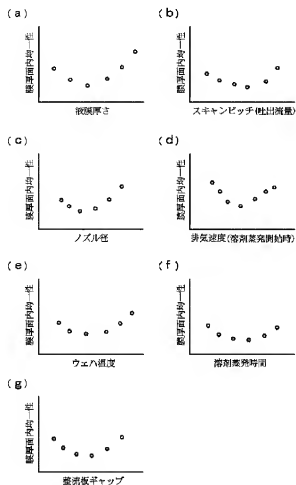 (a)
膜厚面内均一性
液膜厚さ
(b)
膜厚面内均一性
スキャンピッチ(吐出流量)
(c)
膜厚面内均一性
ノズル径
(d)
膜厚面内均一性
排気速度(溶剤蒸発開始時)
(e)
膜厚面内均一性
ウェハ温度
(f)
膜厚面内均一性
溶剤蒸発時間
(g)
膜厚面内均一性
整流板ギャップ